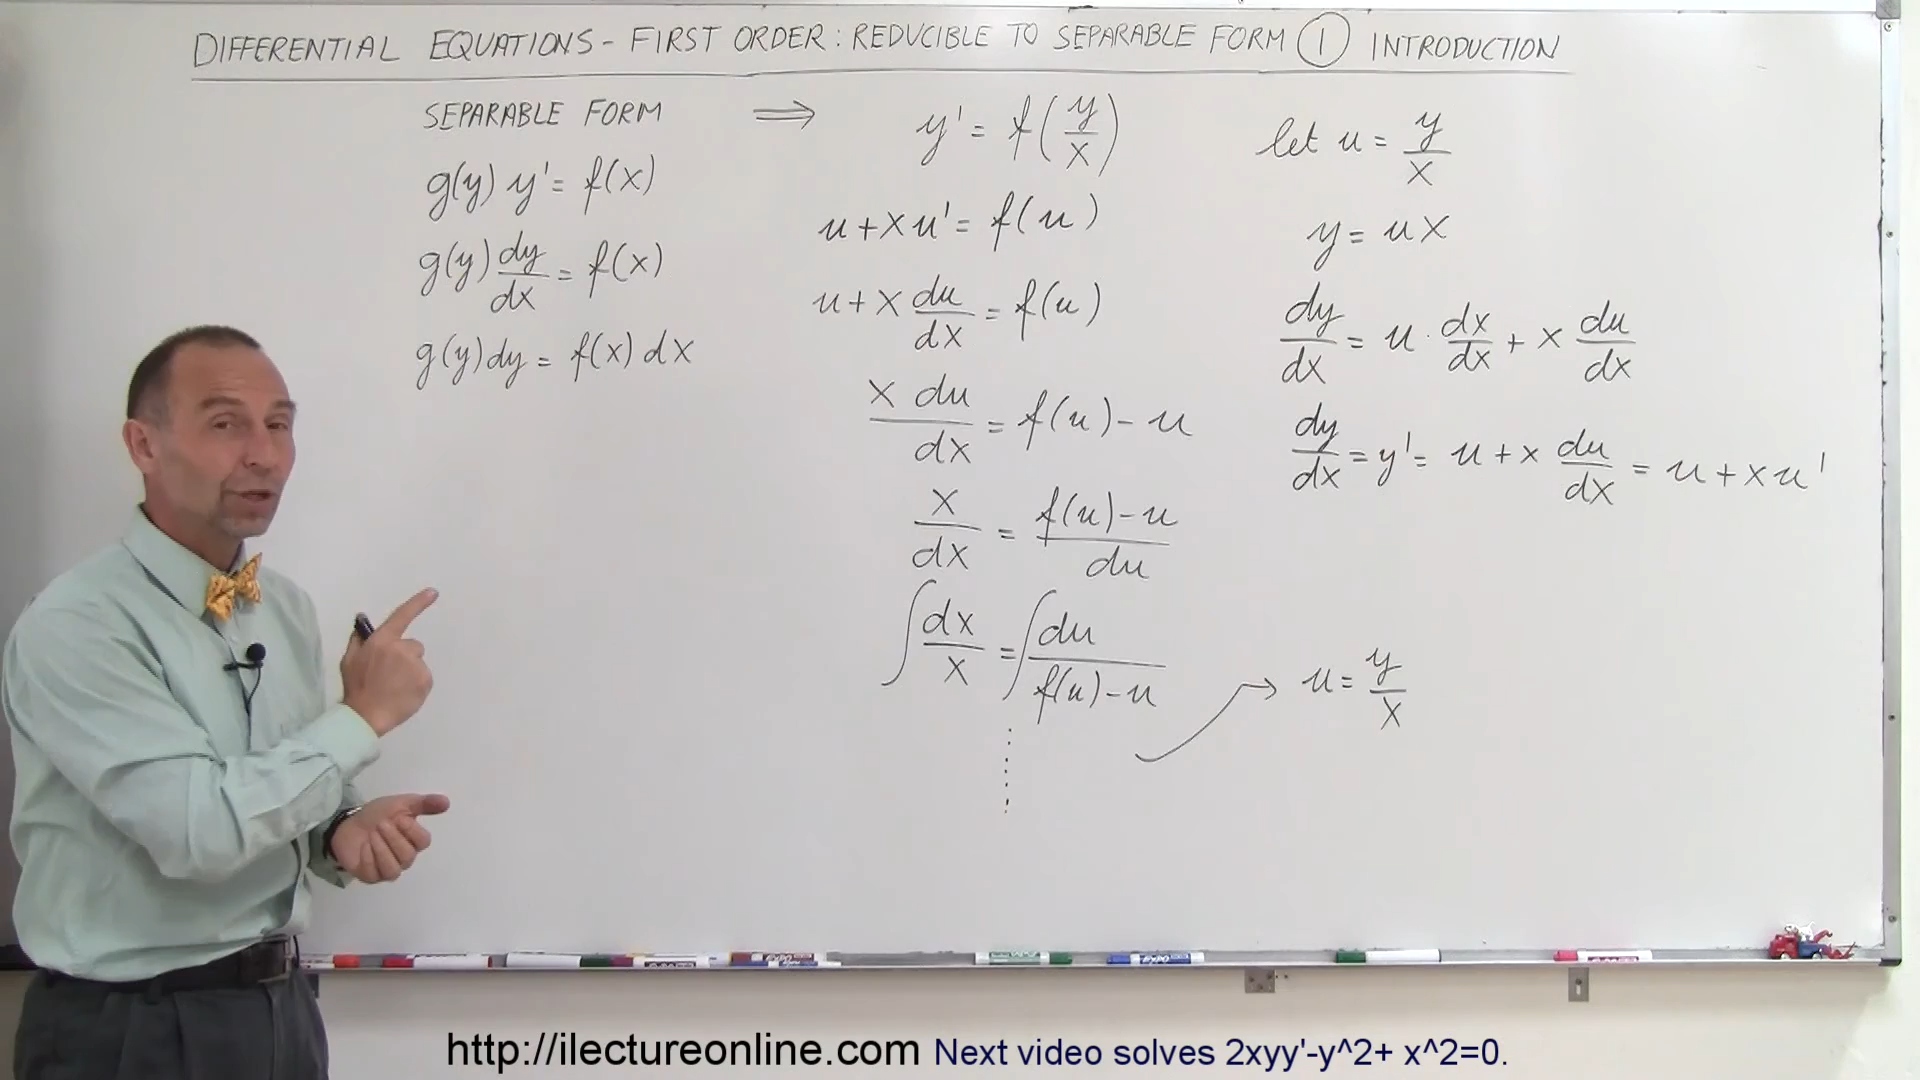 DIFFERENTIAL EQUATIONS - FIRST ORDER: REDUCIBLE TO SEPARABLE FORM ① INTRODUCTION
SEPARABLE FORM ⟹
g(y) y' = f(x)
g(y) dy/dx = f(x)
g(y) dy = f(x) dx
y' = f(y/x)
u + x u' = f(u)
u + x du/dx = f(u)
x du/dx = f(u) - u
x/dx = (f(u) - u)/du
∫ dx/x = ∫ du/(f(u) - u)
let u = y/x
y = ux
dy/dx = u · dx/dx + x du/dx
dy/dx = y' = u + x du/dx = u + x u'
→ u = y/x
http://ilectureonline.com Next video solves 2xyy'-y^2+ x^2=0.